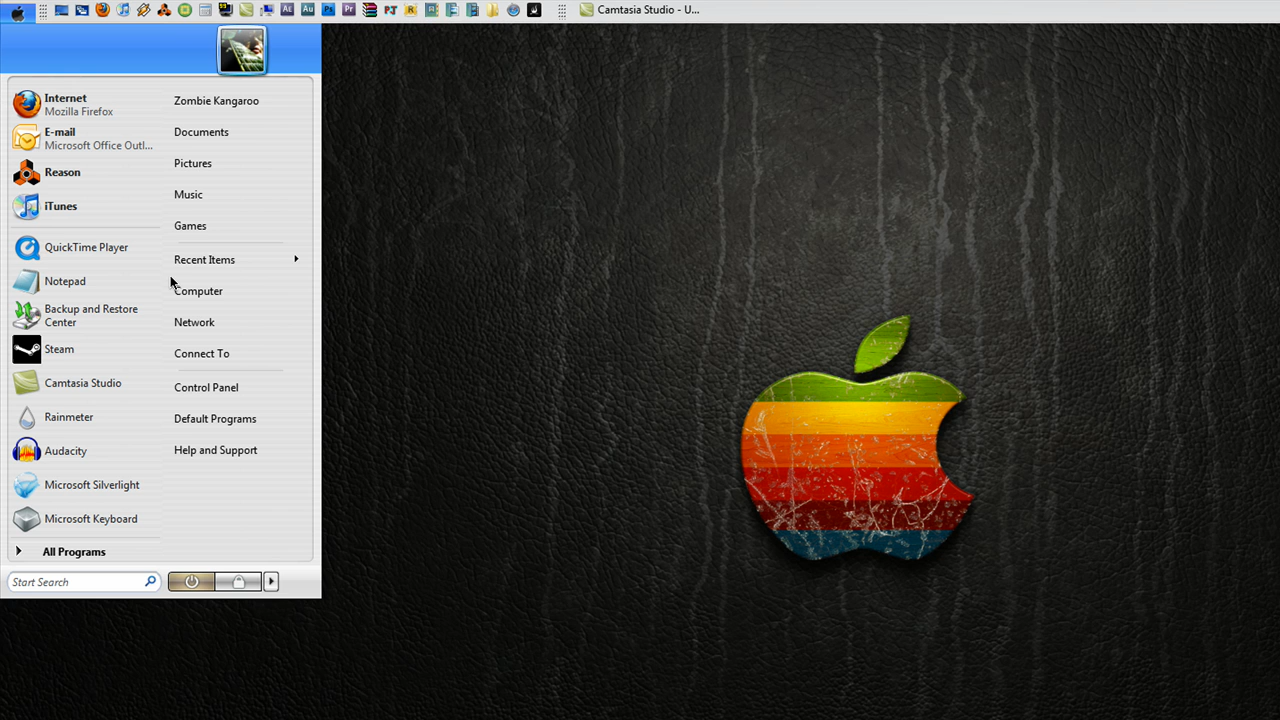 Camtasia Studio - U...
Internet
Mozilla Firefox
E-mail
Microsoft Office Outl...
Reason
iTunes
QuickTime Player
Notepad
Backup and Restore
Center
Steam
Camtasia Studio
Rainmeter
Audacity
Microsoft Silverlight
Microsoft Keyboard
All Programs
Start Search
Zombie Kangaroo
Documents
Pictures
Music
Games
Recent Items
Computer
Network
Connect To
Control Panel
Default Programs
Help and Support